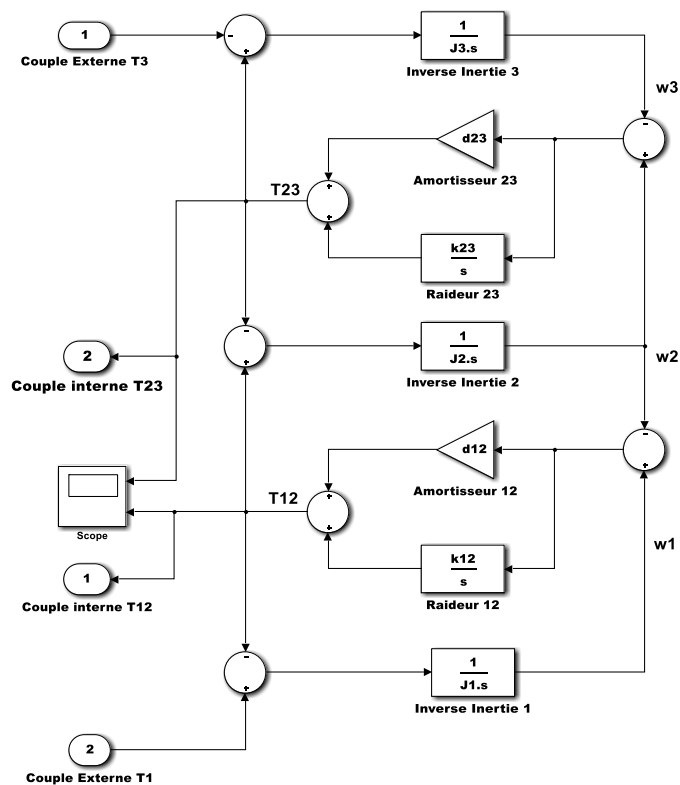 1
Couple Externe T3
1
J3.s
Inverse Inertie 3
w3
d23
Amortisseur 23
T23
k23
s
Raideur 23
2
Couple interne T23
1
J2.s
Inverse Inertie 2
w2
d12
Amortisseur 12
T12
Scope
k12
s
Raideur 12
w1
1
Couple interne T12
1
J1.s
Inverse Inertie 1
2
Couple Externe T1